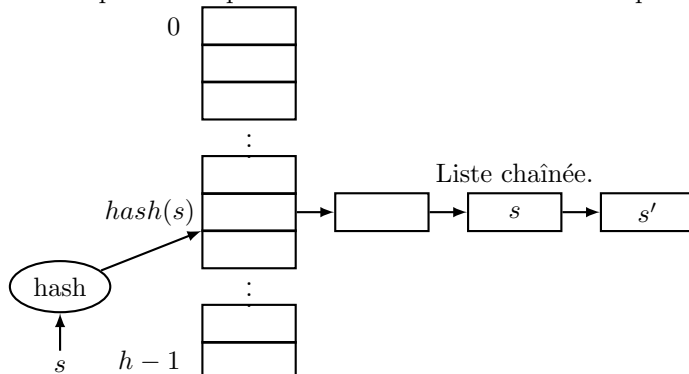 0
⋮
Liste chaînée.
hash(s)
s
s′
hash
⋮
s
h − 1